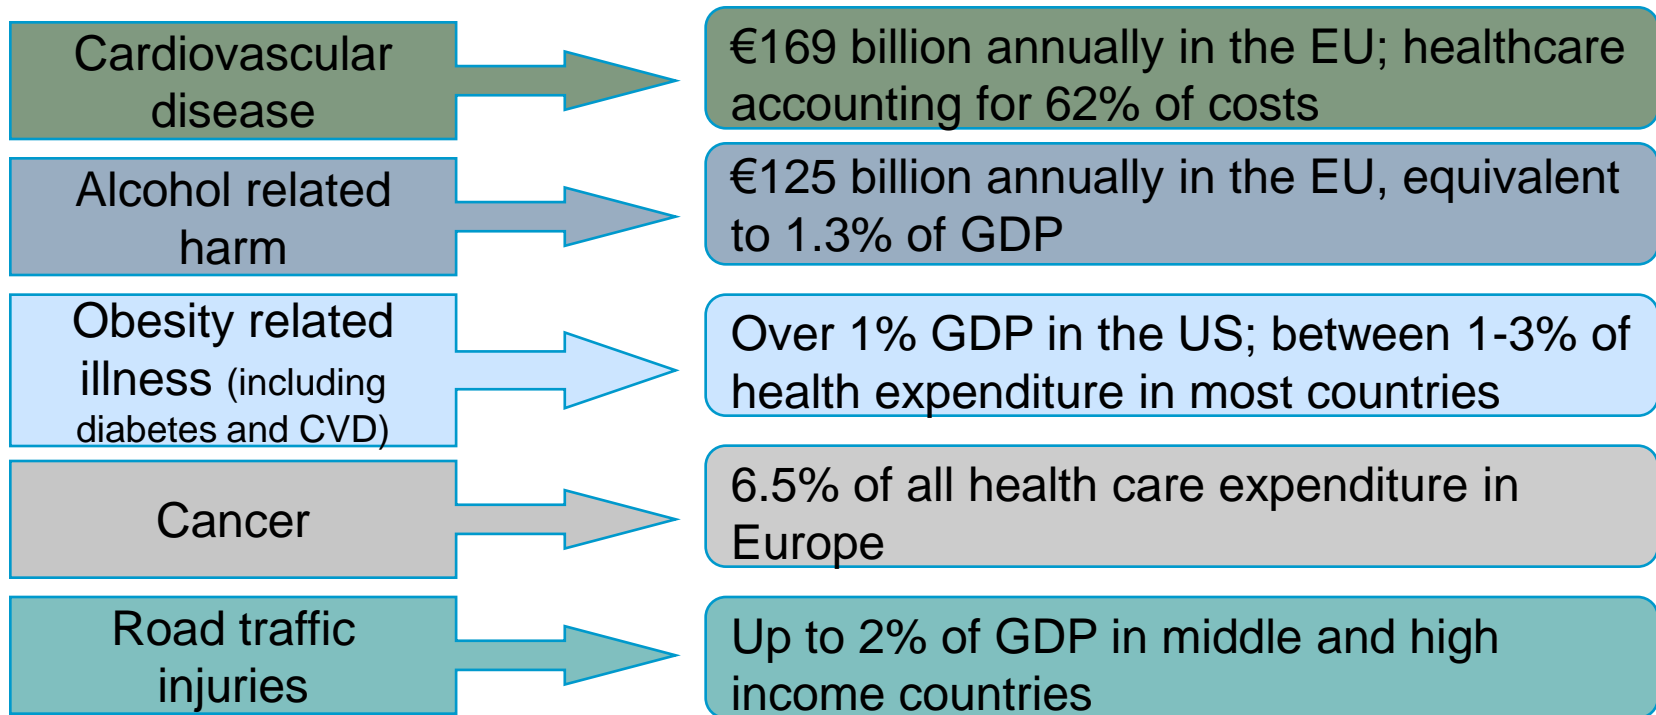 Cardiovascular
disease
€169 billion annually in the EU; healthcare
accounting for 62% of costs
Alcohol related
harm
€125 billion annually in the EU, equivalent
to 1.3% of GDP
Obesity related
illness (including
diabetes and CVD)
Over 1% GDP in the US; between 1-3% of
health expenditure in most countries
Cancer
6.5% of all health care expenditure in
Europe
Road traffic
injuries
Up to 2% of GDP in middle and high
income countries